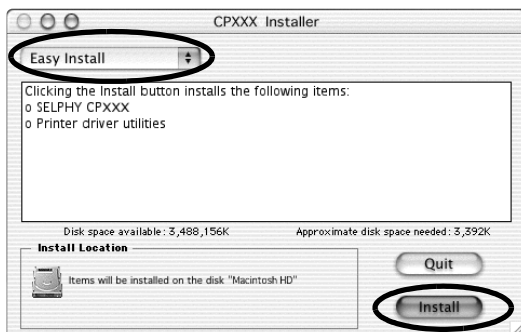 CPXXX Installer
Easy Install
Clicking the Install button installs the following items:
o SELPHY CPXXX
o Printer driver utilities
Disk space available: 3,488,156K Approximate disk space needed: 3,392K
Install Location
Items will be installed on the disk "Macintosh HD"
Quit
Install